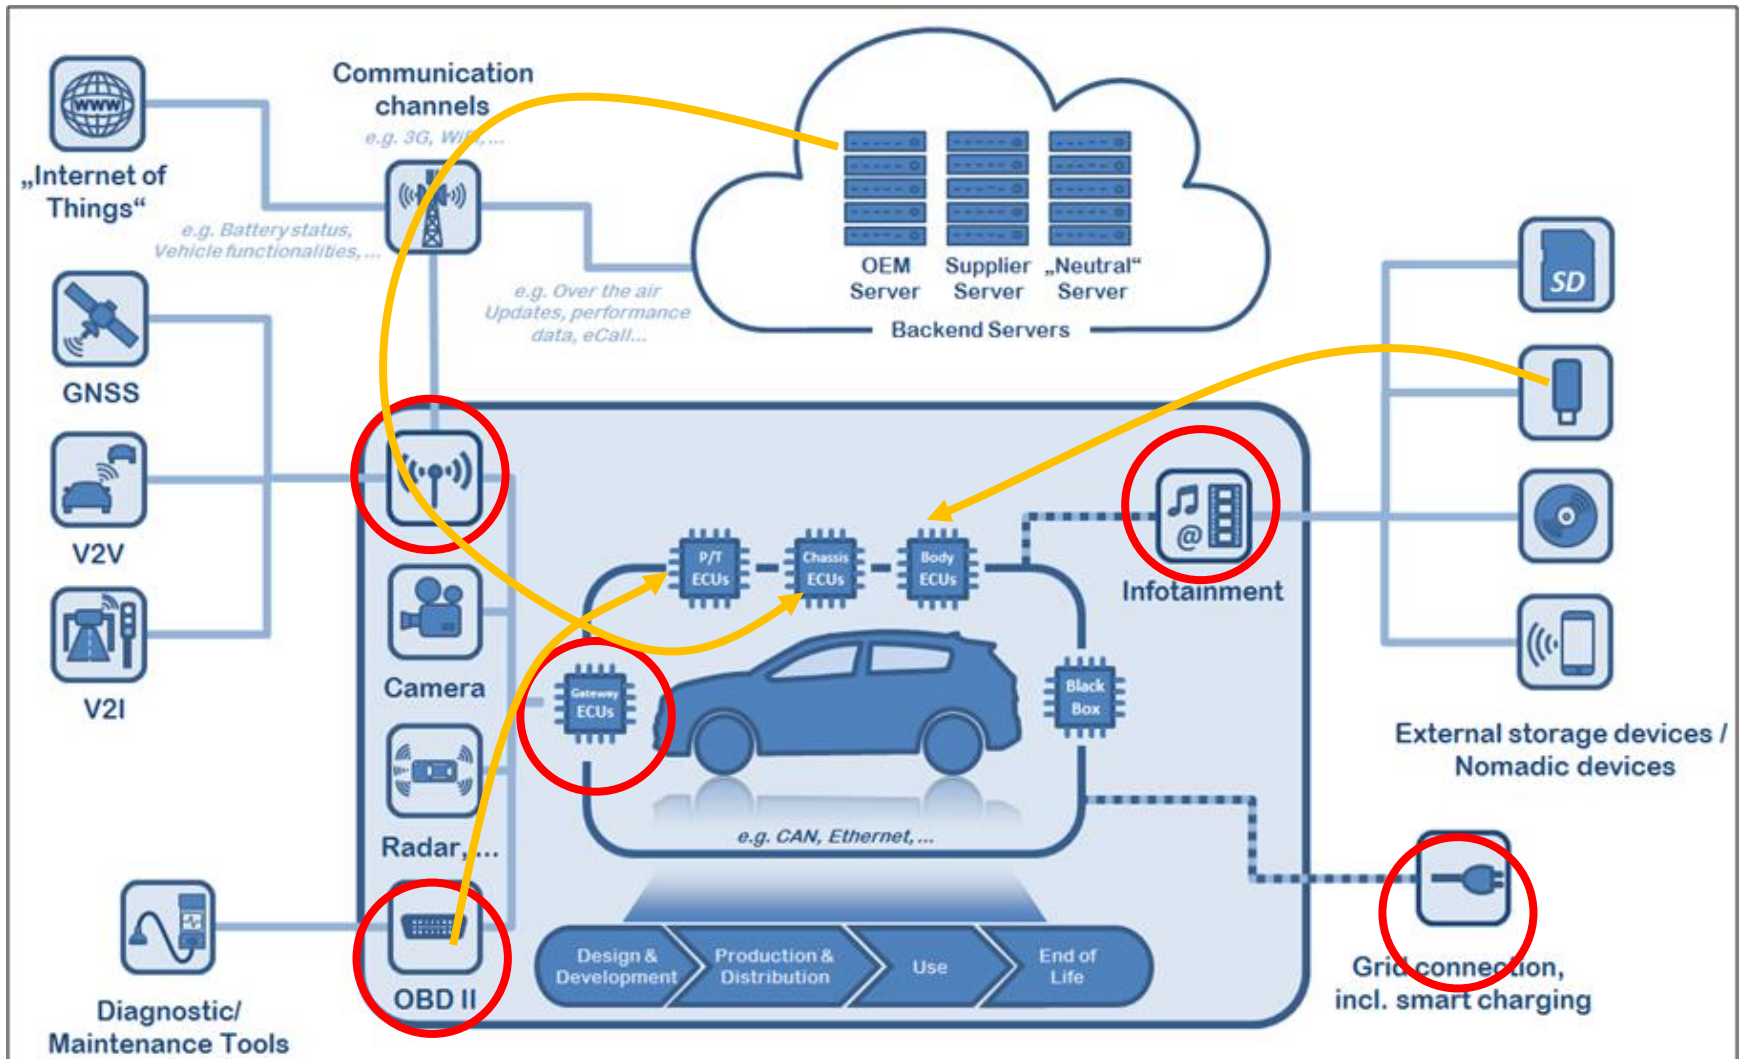 WWW
„Internet of
Things“
Communication
channels
e.g. 3G, WiFi, ...
e.g. Battery status,
Vehicle functionalities, ...
e.g. Over the air
Updates, performance
data, eCall...
OEM
Server
Supplier
Server
„Neutral“
Server
Backend Servers
SD
GNSS
V2V
V2I
Camera
Radar, ...
OBD II
Diagnostic/
Maintenance Tools
P/T
ECUs
Chassis
ECUs
Body
ECUs
Gateway
ECUs
Black
Box
@
Infotainment
e.g. CAN, Ethernet, ...
External storage devices /
Nomadic devices
Grid connection,
incl. smart charging
Design &
Development
Production &
Distribution
Use
End of
Life